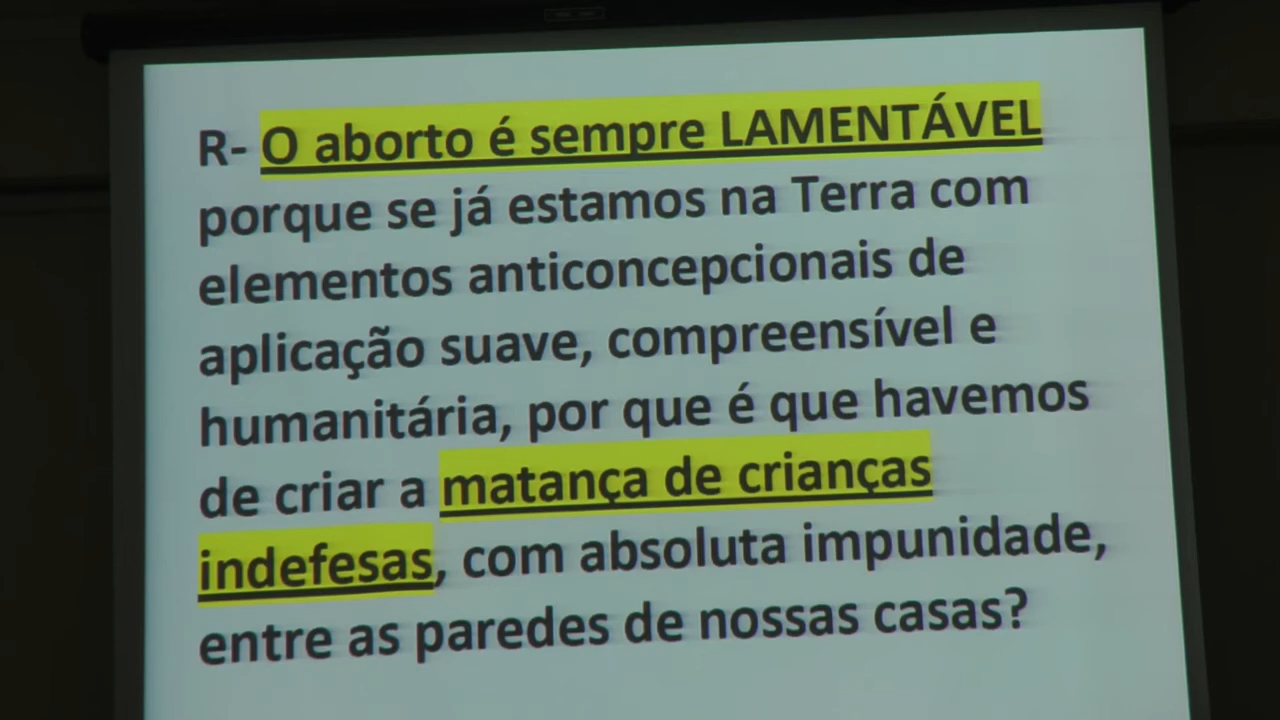 R- O aborto é sempre LAMENTÁVEL
porque se já estamos na Terra com
elementos anticoncepcionais de
aplicação suave, compreensível e
humanitária, por que é que havemos
de criar a matança de crianças
indefesas, com absoluta impunidade,
entre as paredes de nossas casas?